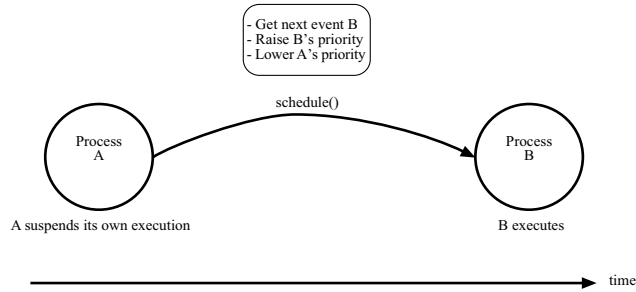 - Get next event B
- Raise B's priority
- Lower A's priority
schedule()
Process
A
Process
B
A suspends its own execution
B executes
time